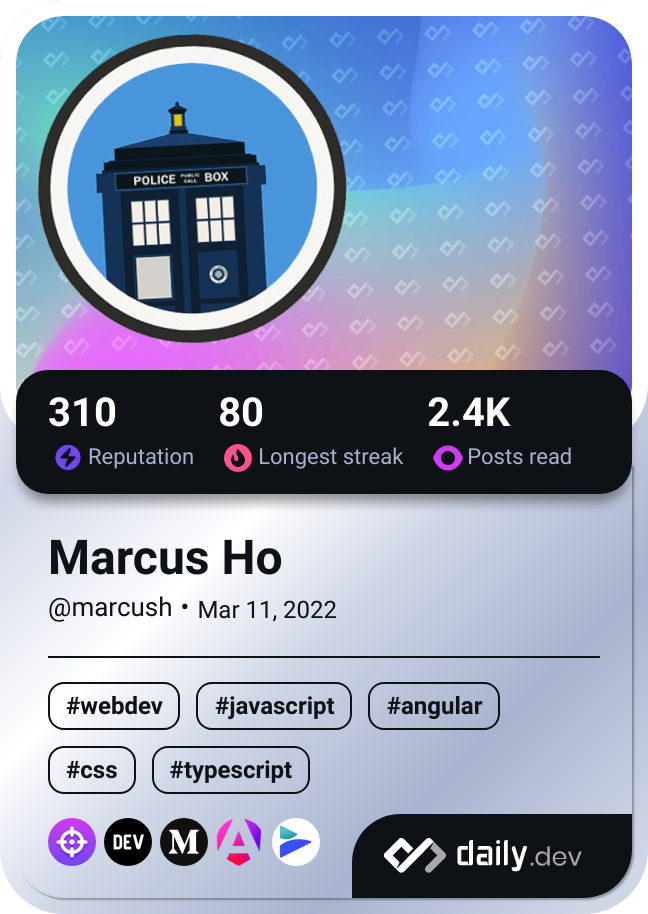 POLICE PUBLIC CALL BOX
310 80 2.4K
Reputation Longest streak Posts read
Marcus Ho
@marcush • Mar 11, 2022
#webdev #javascript #angular
#css #typescript
DEV M A
daily.dev